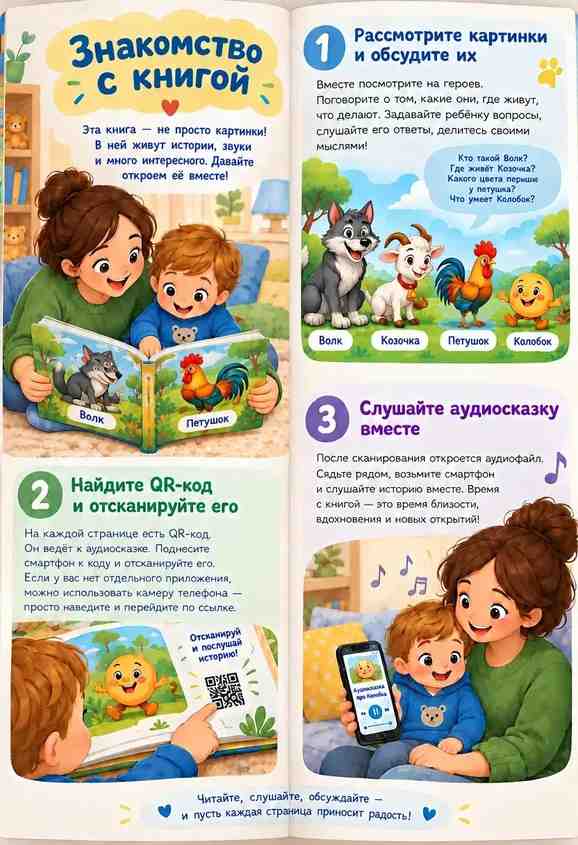 Знакомство
с книгой
Эта книга — не просто картинки!
В ней живут истории, звуки
и много интересного. Давайте
откроем её вместе!
Волк
Петушок
1
Рассмотрите картинки
и обсудите их
Вместе посмотрите на героев.
Поговорите о том, какие они, где живут,
что делают. Задавайте ребёнку вопросы,
слушайте его ответы, делитесь своими
мыслями!
Кто такой Волк?
Где живёт Козочка?
Какого цвета перишки
у петушка?
Что умеет Колобок?
Волк
Козочка
Петушок
Колобок
2
Найдите QR-код
и отсканируйте его
На каждой странице есть QR-код.
Он ведёт к аудиосказке. Поднесите
смартфон к коду и отсканируйте его.
Если у вас нет отдельного приложения,
можно использовать камеру телефона —
просто наведите и перейдите по ссылке.
Отсканируй
и послушай
историю!
3
Слушайте аудиосказку
вместе
После сканирования откроется аудиофайл.
Сядьте рядом, возьмите смартфон
и слушайте историю вместе. Время
с книгой — это время близости,
вдохновения и новых открытий!
Аудиосказка
про Колобка
Читайте, слушайте, обсуждайте —
и пусть каждая страница приносит радость!